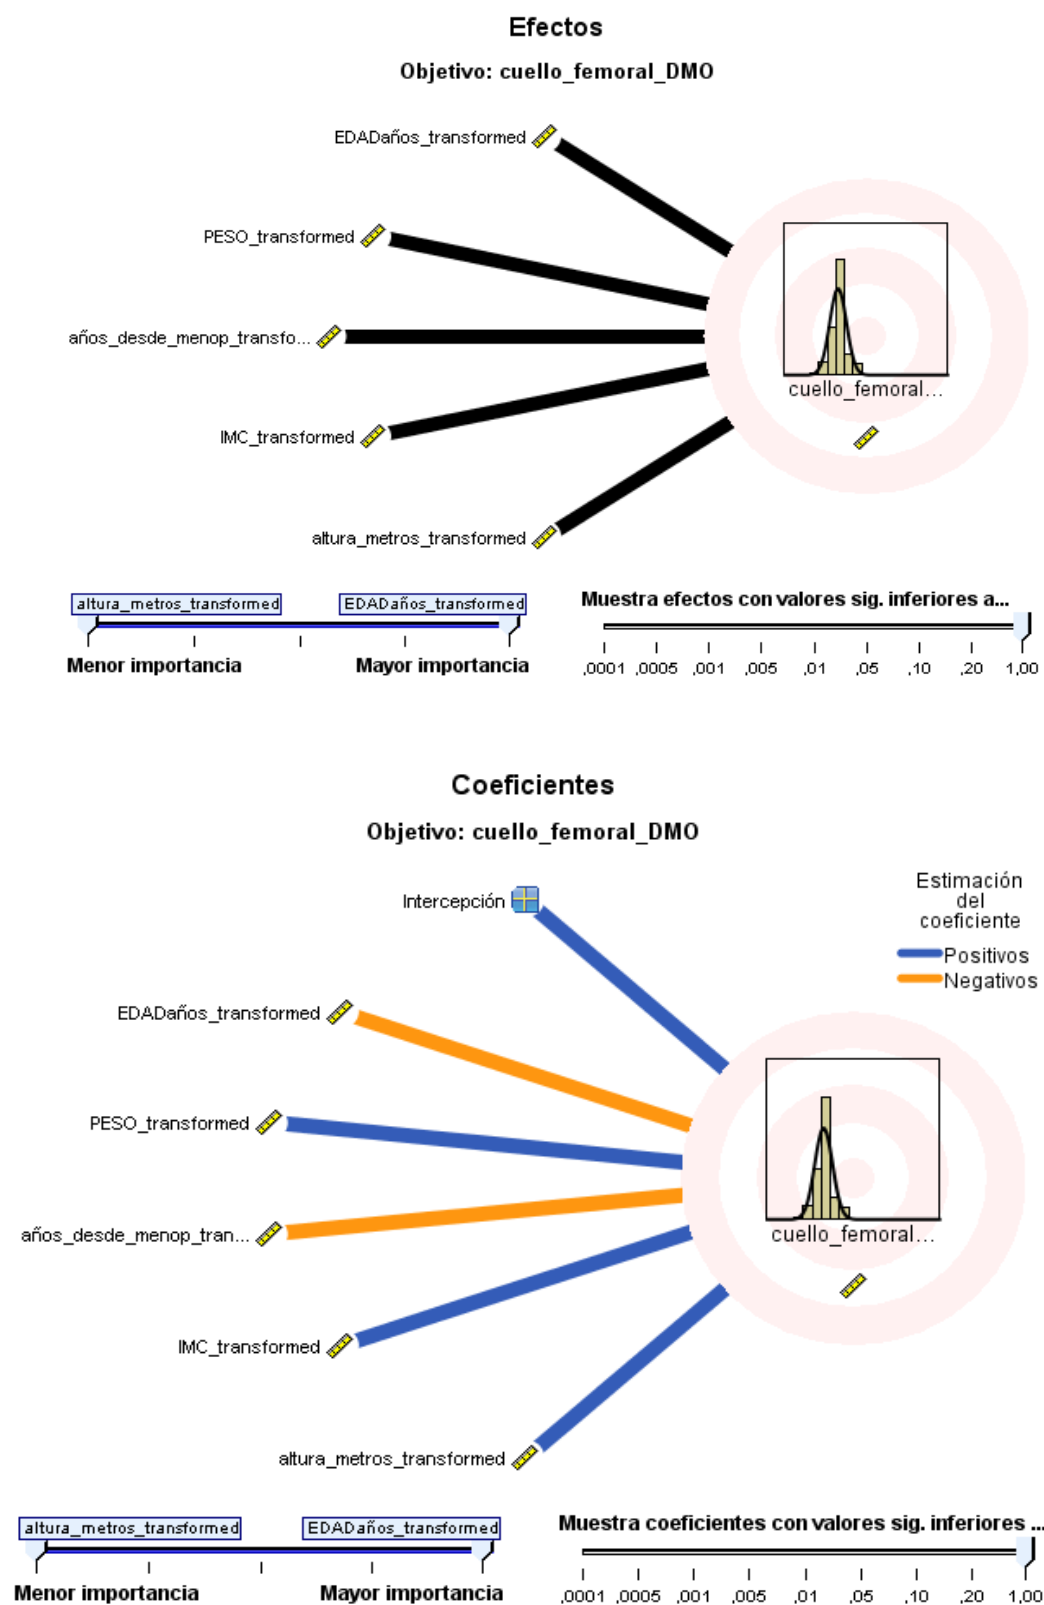 Efectos
Objetivo: cuello_femoral_DMO
EDADaños_transformed
PESO_transformed
años_desde_menop_transfo...
IMC_transformed
altura_metros_transformed
cuello_femoral...
altura_metros_transformed EDADaños_transformed
Menor importancia Mayor importancia
Muestra efectos con valores sig. inferiores a...
,0001 ,0005 ,001 ,005 ,01 ,05 ,10 ,20 1,00
Coeficientes
Objetivo: cuello_femoral_DMO
Intercepción
EDADaños_transformed
PESO_transformed
años_desde_menop_tran...
IMC_transformed
altura_metros_transformed
Estimación
del
coeficiente
Positivos
Negativos
cuello_femoral...
altura_metros_transformed EDADaños_transformed
Menor importancia Mayor importancia
Muestra coeficientes con valores sig. inferiores ...
,0001 ,0005 ,001 ,005 ,01 ,05 ,10 ,20 1,00